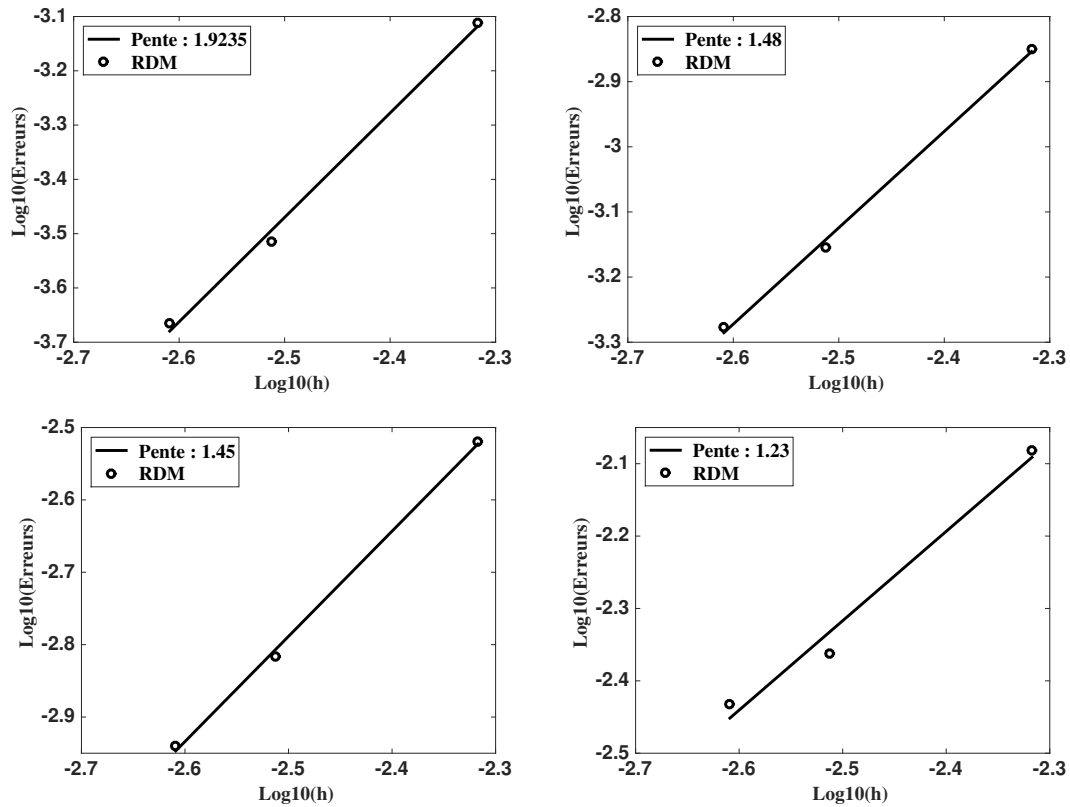 -3.1
-3.2
-3.3
-3.4
-3.5
-3.6
-3.7
Log10(Erreurs)
Pente : 1.9235
RDM
-2.7
-2.6
-2.5
-2.4
-2.3
Log10(h)
-2.8
-2.9
-3
-3.1
-3.2
-3.3
Log10(Erreurs)
Pente : 1.48
RDM
-2.7
-2.6
-2.5
-2.4
-2.3
Log10(h)
-2.5
-2.6
-2.7
-2.8
-2.9
Log10(Erreurs)
Pente : 1.45
RDM
-2.7
-2.6
-2.5
-2.4
-2.3
Log10(h)
-2.1
-2.2
-2.3
-2.4
-2.5
Log10(Erreurs)
Pente : 1.23
RDM
-2.7
-2.6
-2.5
-2.4
-2.3
Log10(h)